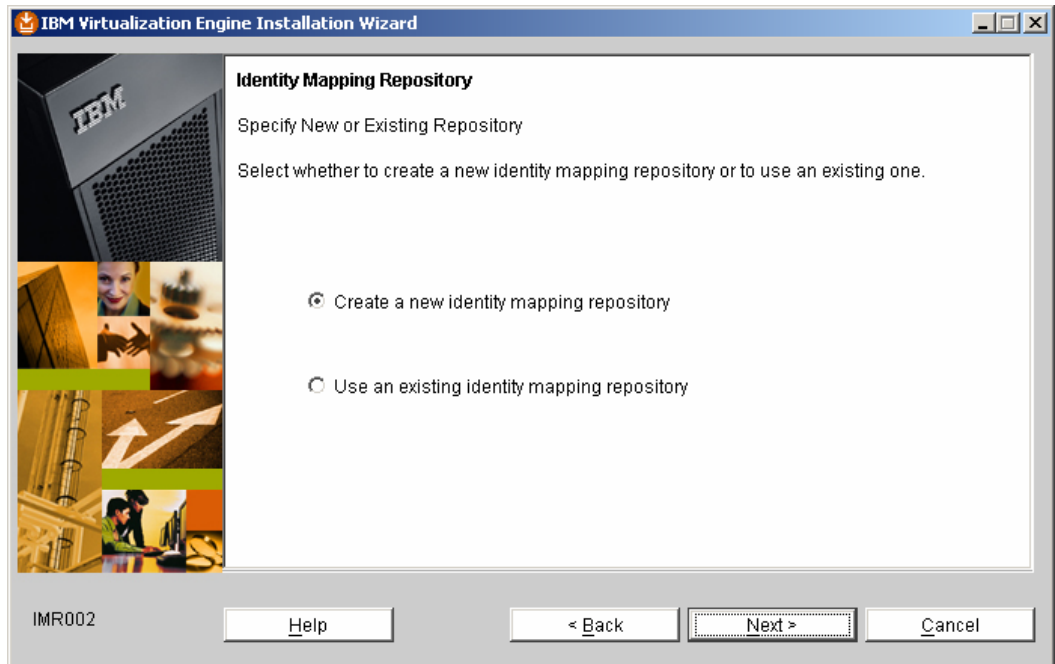 IBM Virtualization Engine Installation Wizard
IBM
Identity Mapping Repository
Specify New or Existing Repository
Select whether to create a new identity mapping repository or to use an existing one.
Create a new identity mapping repository
Use an existing identity mapping repository
IMR002
Help
< Back
Next >
Cancel